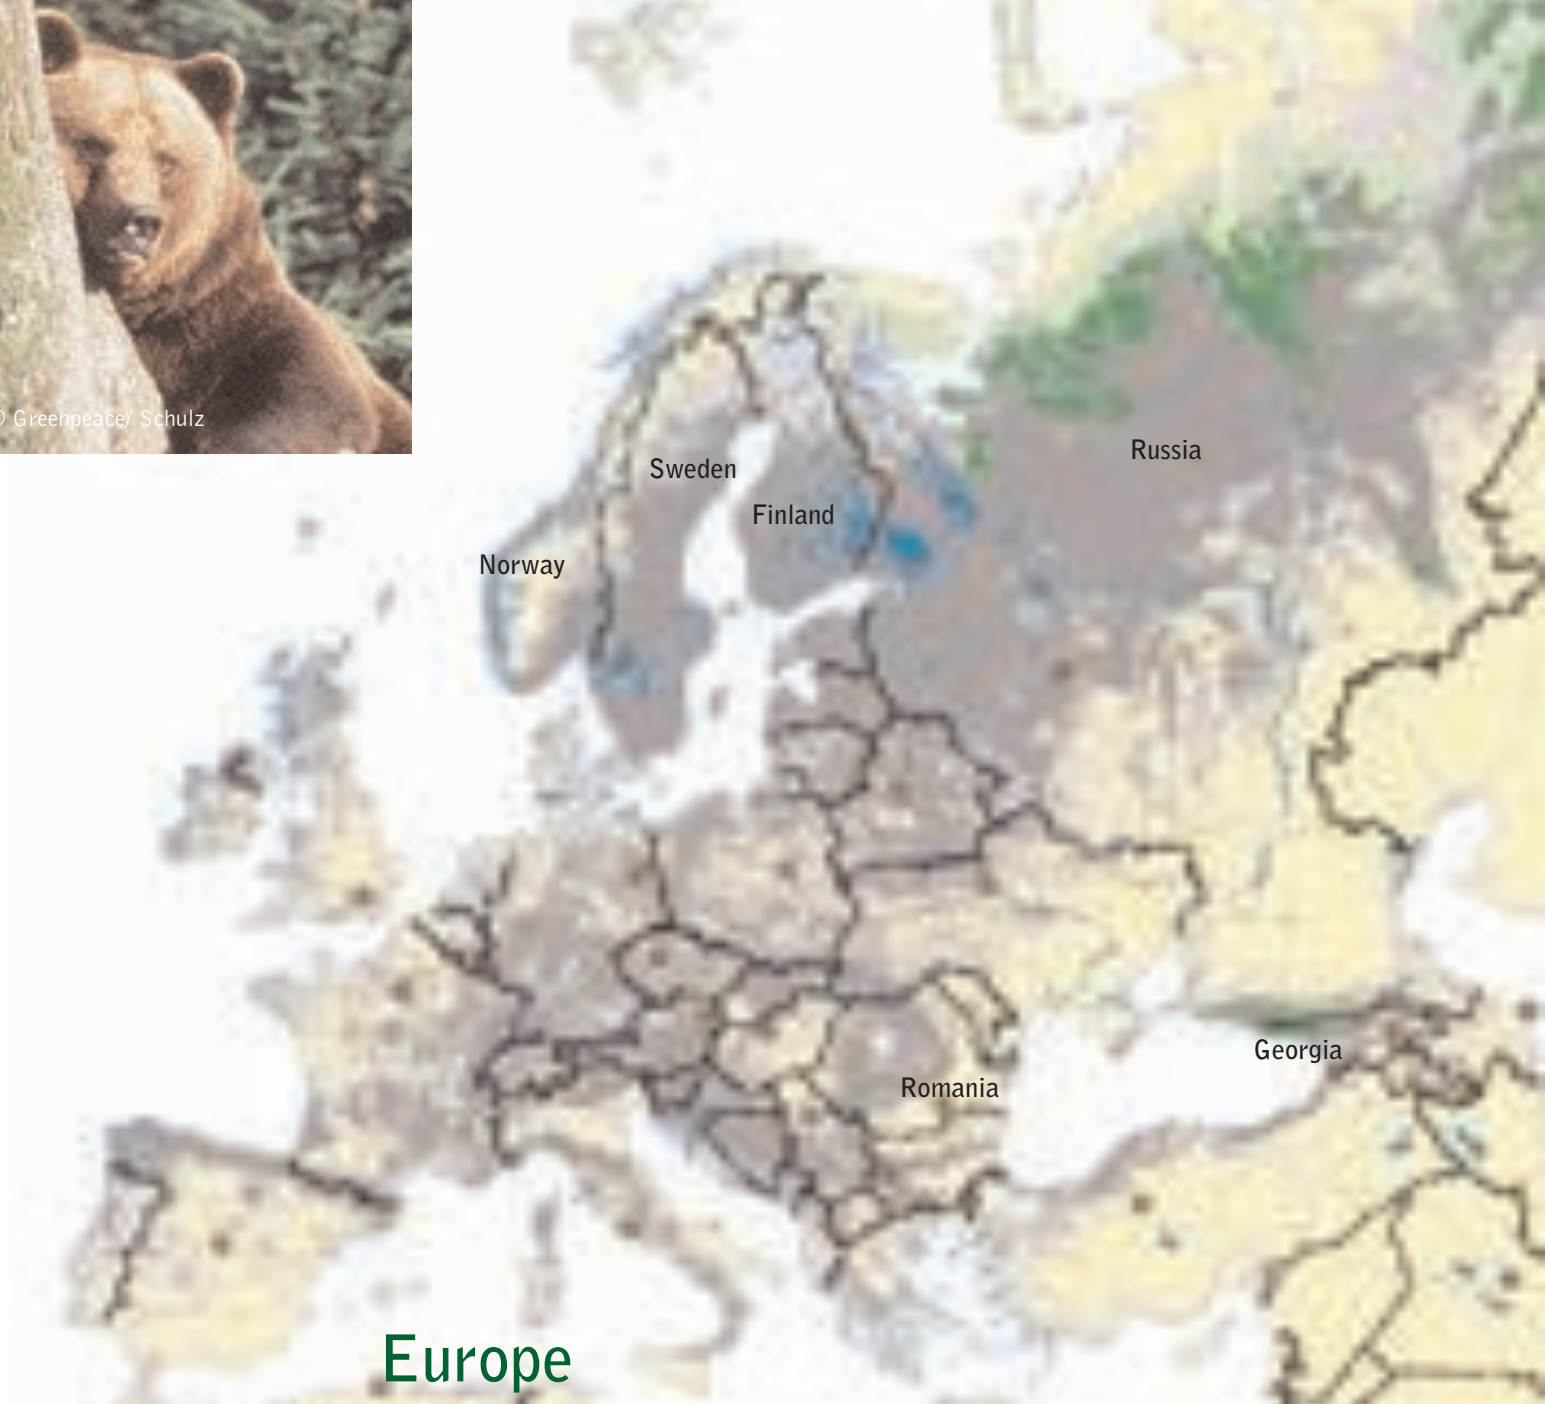 © Greenpeace/ Schulz
Russia
Sweden
Finland
Norway
Georgia
Romania
Europe